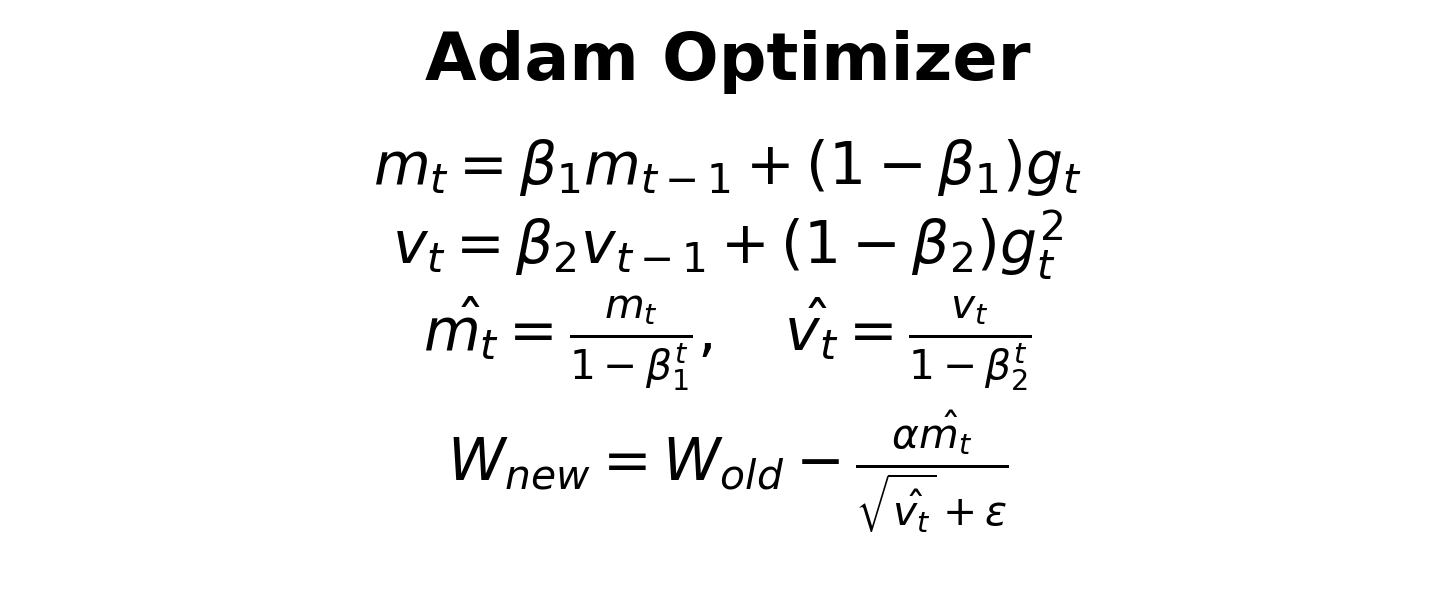 Adam Optimizer
$m_t = \beta_1 m_{t-1} + (1 - \beta_1) g_t$
$v_t = \beta_2 v_{t-1} + (1 - \beta_2) g_t^2$
$\hat{m_t} = \frac{m_t}{1 - \beta_1^t}, \quad \hat{v_t} = \frac{v_t}{1 - \beta_2^t}$
$W_{new} = W_{old} - \frac{\alpha \hat{m_t}}{\sqrt{\hat{v_t}} + \varepsilon}$